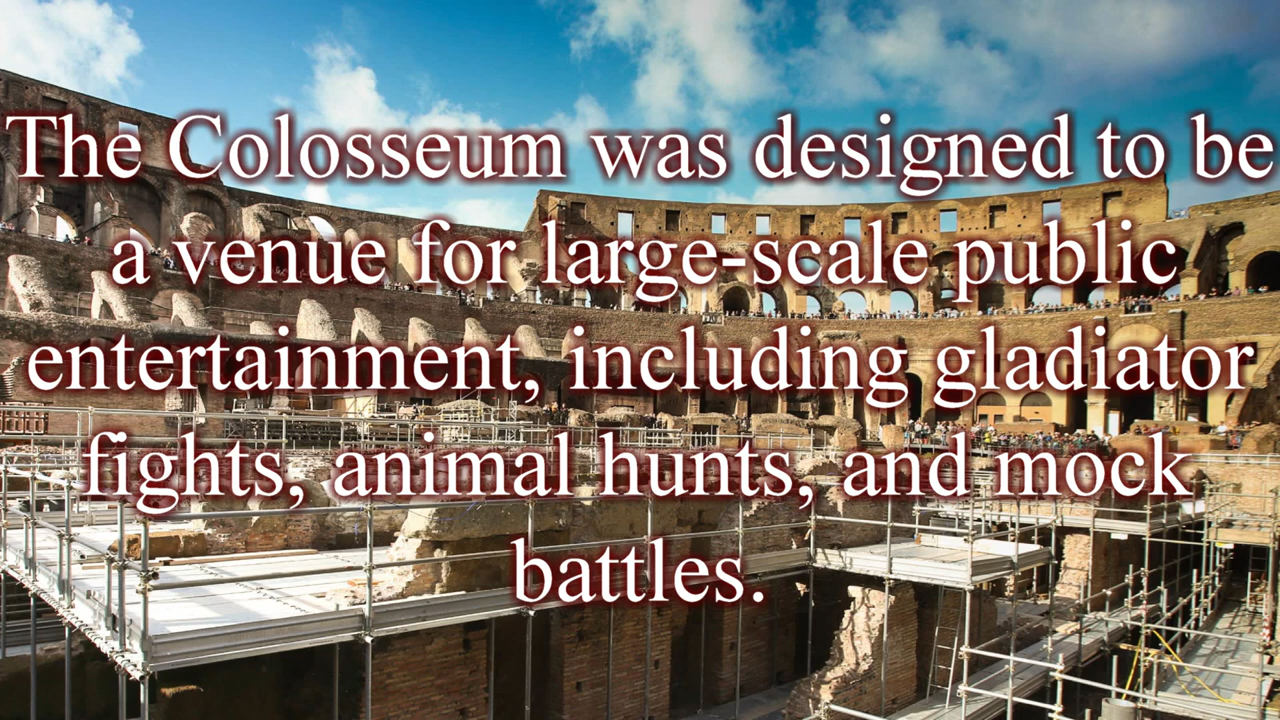 The Colosseum was designed to be
a venue for large-scale public
entertainment, including gladiator
fights, animal hunts, and mock
battles.